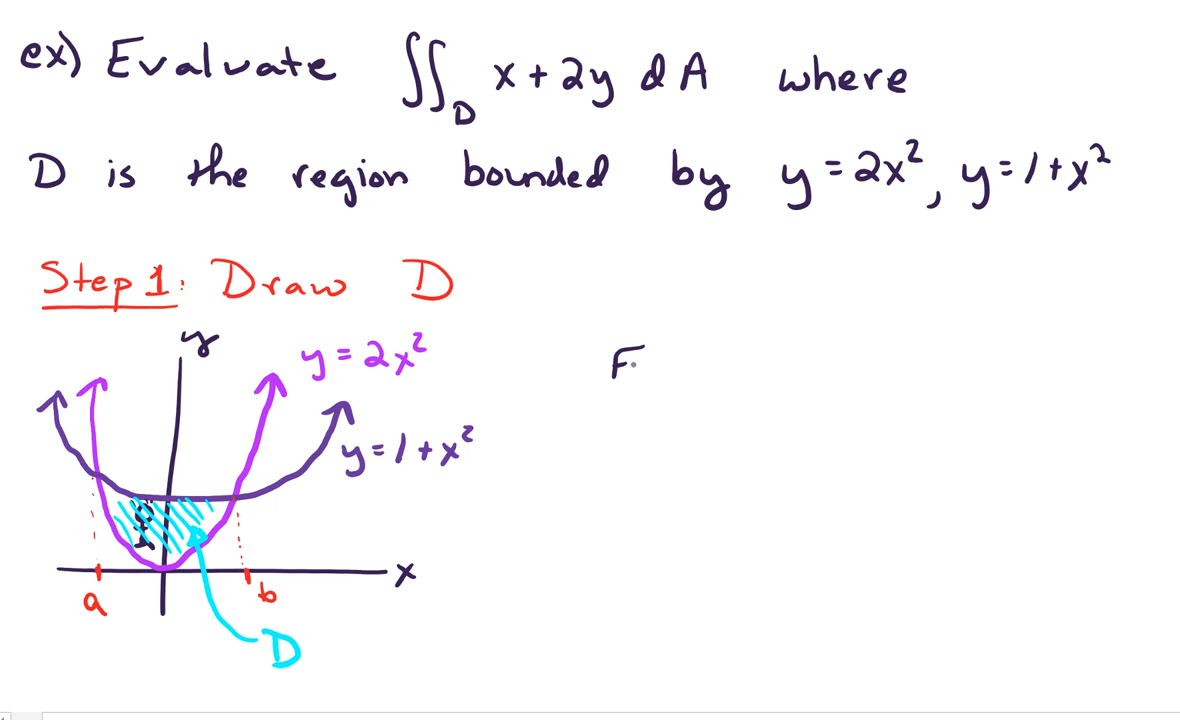 ex) Evaluate ∬_D x + 2y dA where
D is the region bounded by y = 2x², y = 1 + x²
Step 1: Draw D
y
y = 2x²
y = 1 + x²
x
a
b
D
F